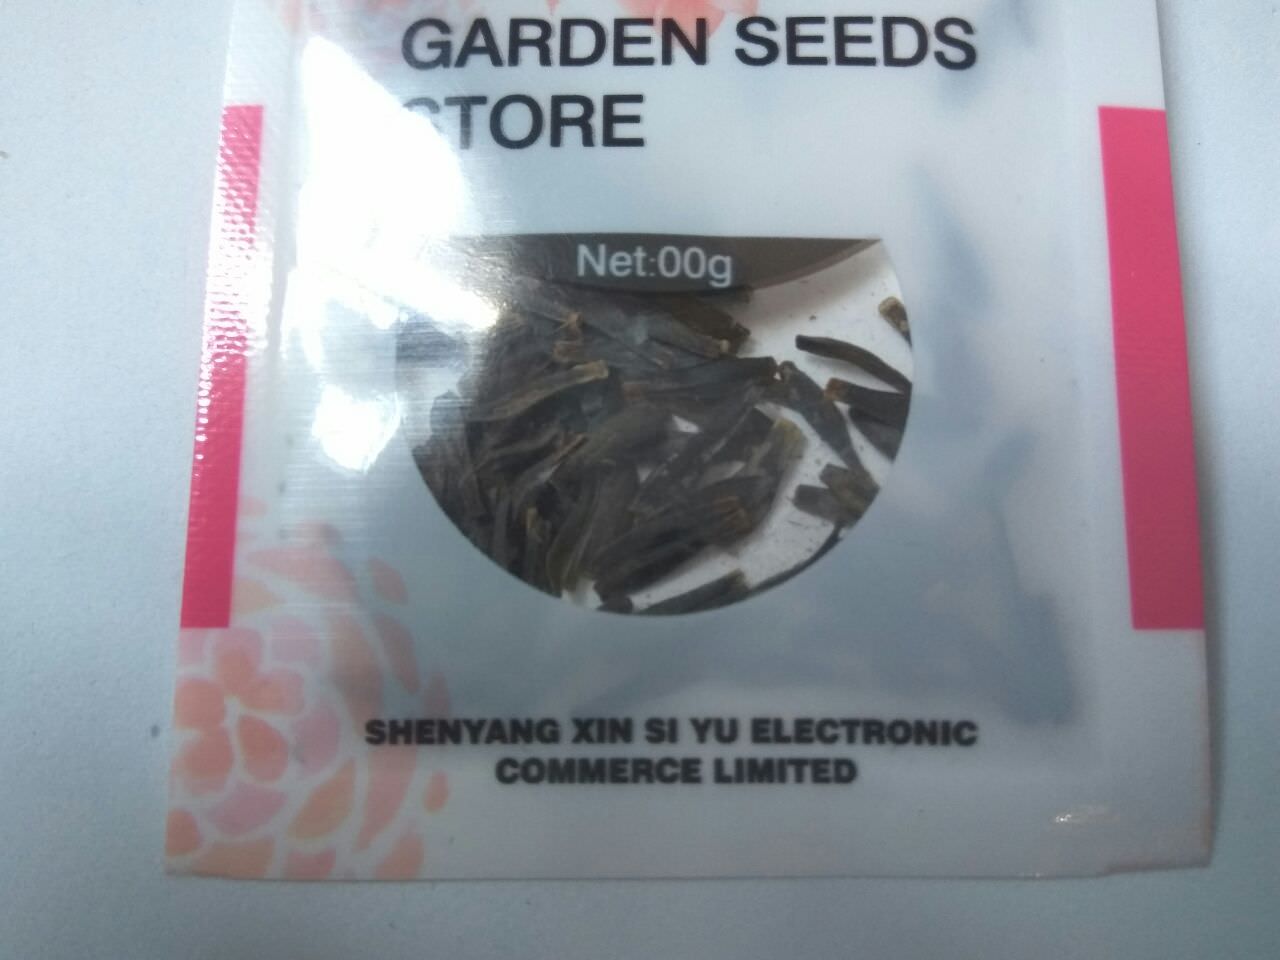 GARDEN SEEDS
STORE
Net:00g
SHENYANG XIN SI YU ELECTRONIC
COMMERCE LIMITED